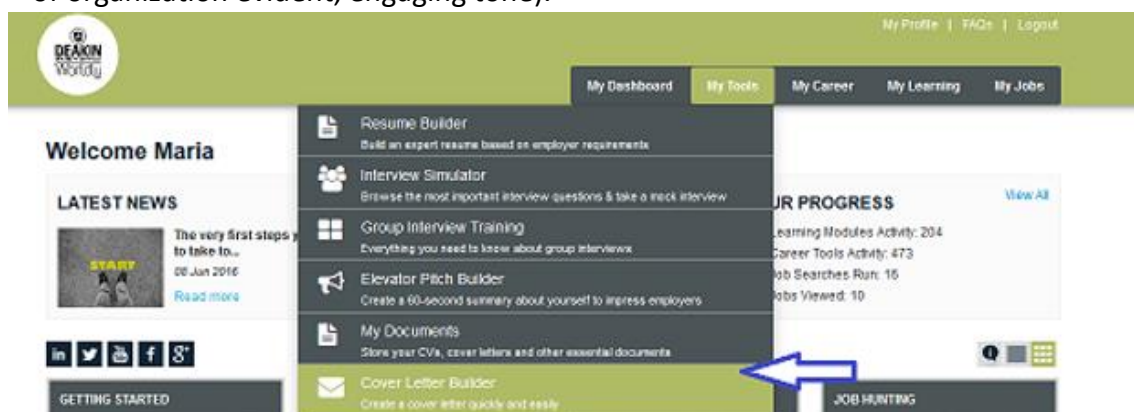 of organization evident, engaging tone).
My Profile | FAQs | Logout
DEAKIN
Worldly
My Dashboard My Tools My Career My Learning My Jobs
Resume Builder
Build an expert resume based on employer requirements
Welcome Maria
Interview Simulator
Browse the most important interview questions & take a mock interview
LATEST NEWS
UR PROGRESS
View All
The very first steps y
to take to...
08 Jan 2016
Read more
START
Group Interview Training
Everything you need to know about group interviews
Learning Modules Activity: 204
Career Tools Activity: 473
Job Searches Run: 16
Jobs Viewed: 10
Elevator Pitch Builder
Create a 60-second summary about yourself to impress employers
My Documents
Store your CVs, cover letters and other essential documents
in f g+
Cover Letter Builder
Create a cover letter quickly and easily
GETTING STARTED
JOB HUNTING